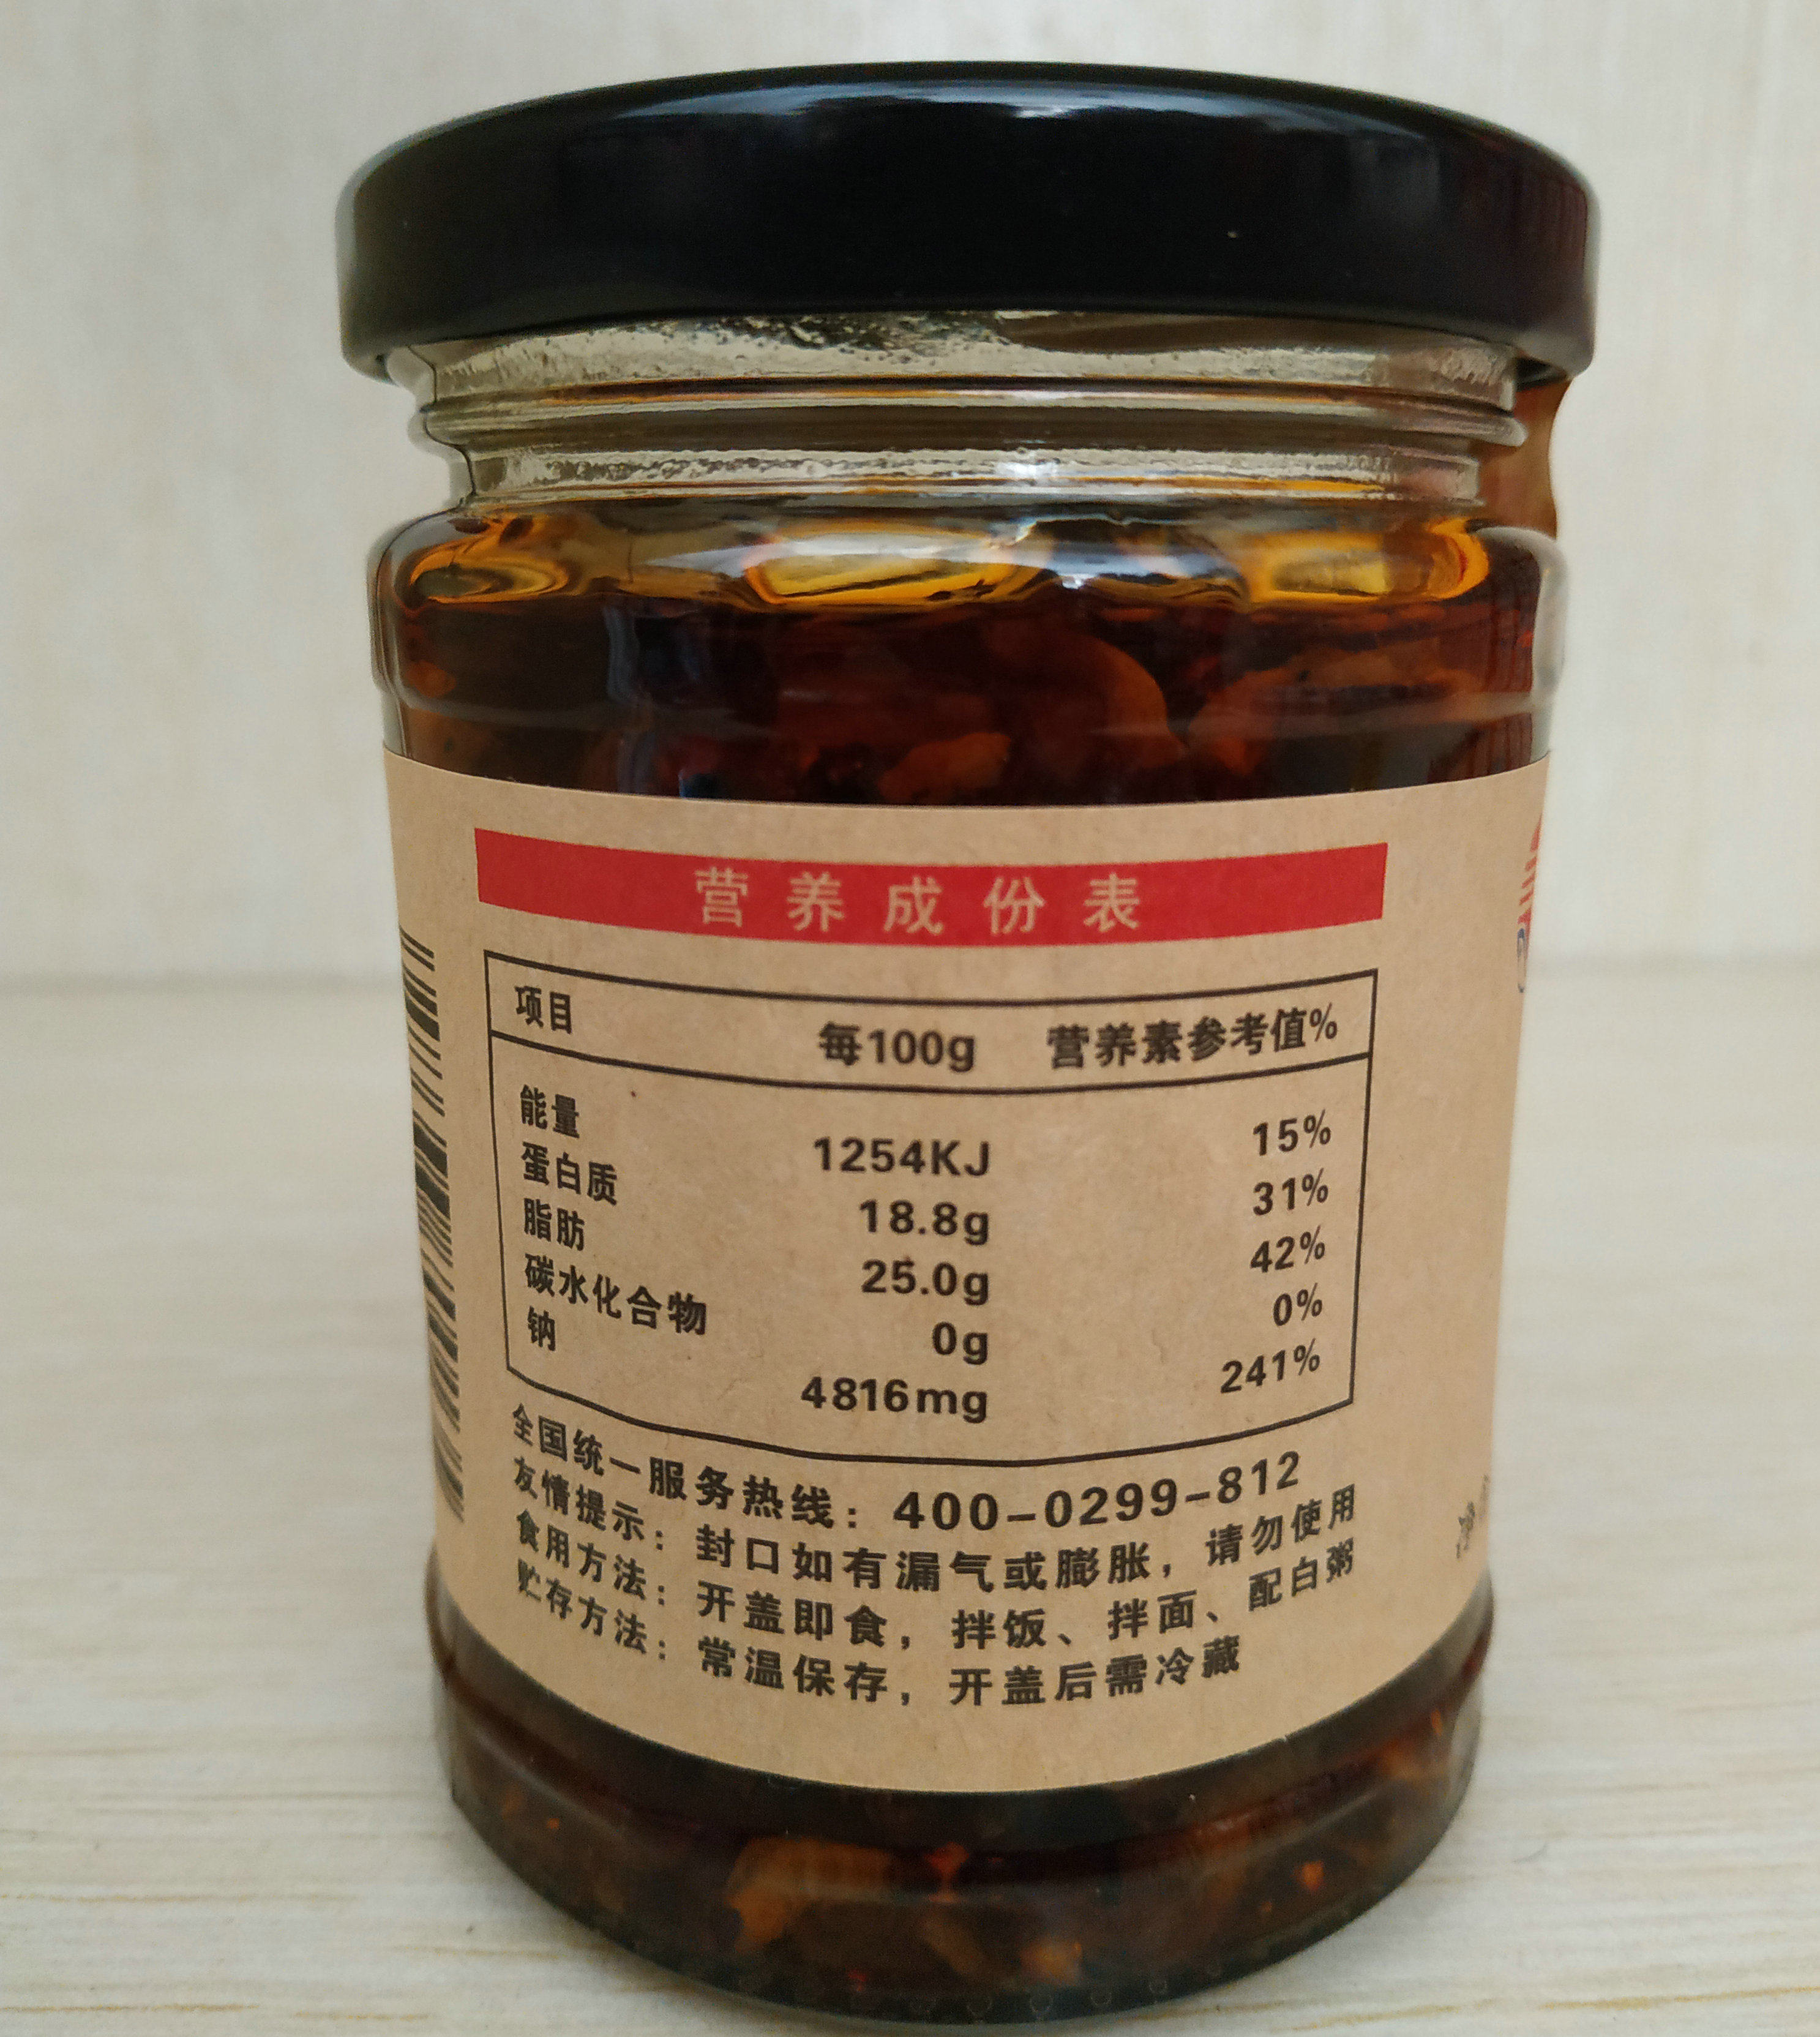 营养成份表
项目 每100g 营养素参考值%
能量 1254KJ 15%
蛋白质 18.8g 31%
脂肪 25.0g 42%
碳水化合物 0g 0%
钠 4816mg 241%
全国统一服务热线：400-0299-812
友情提示：封口如有漏气或膨胀，请勿使用
食用方法：开盖即食，拌饭、拌面、配白粥
贮存方法：常温保存，开盖后需冷藏
净